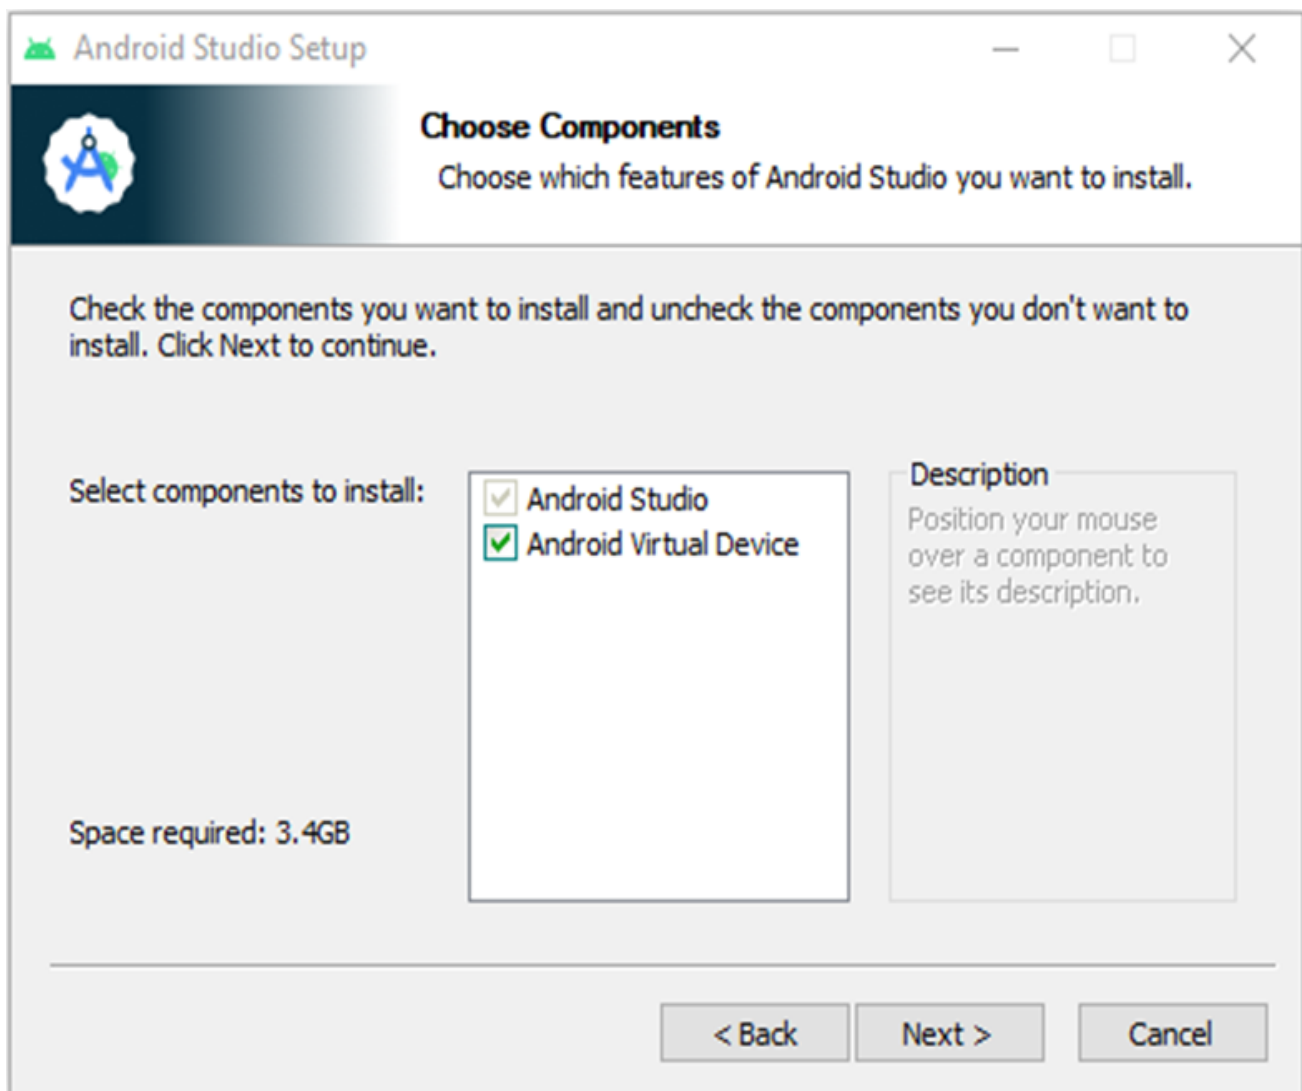 Android Studio Setup
Choose Components
Choose which features of Android Studio you want to install.
Check the components you want to install and uncheck the components you don't want to
install. Click Next to continue.
Select components to install:
Android Studio
Android Virtual Device
Description
Position your mouse
over a component to
see its description.
Space required: 3.4GB
< Back
Next >
Cancel